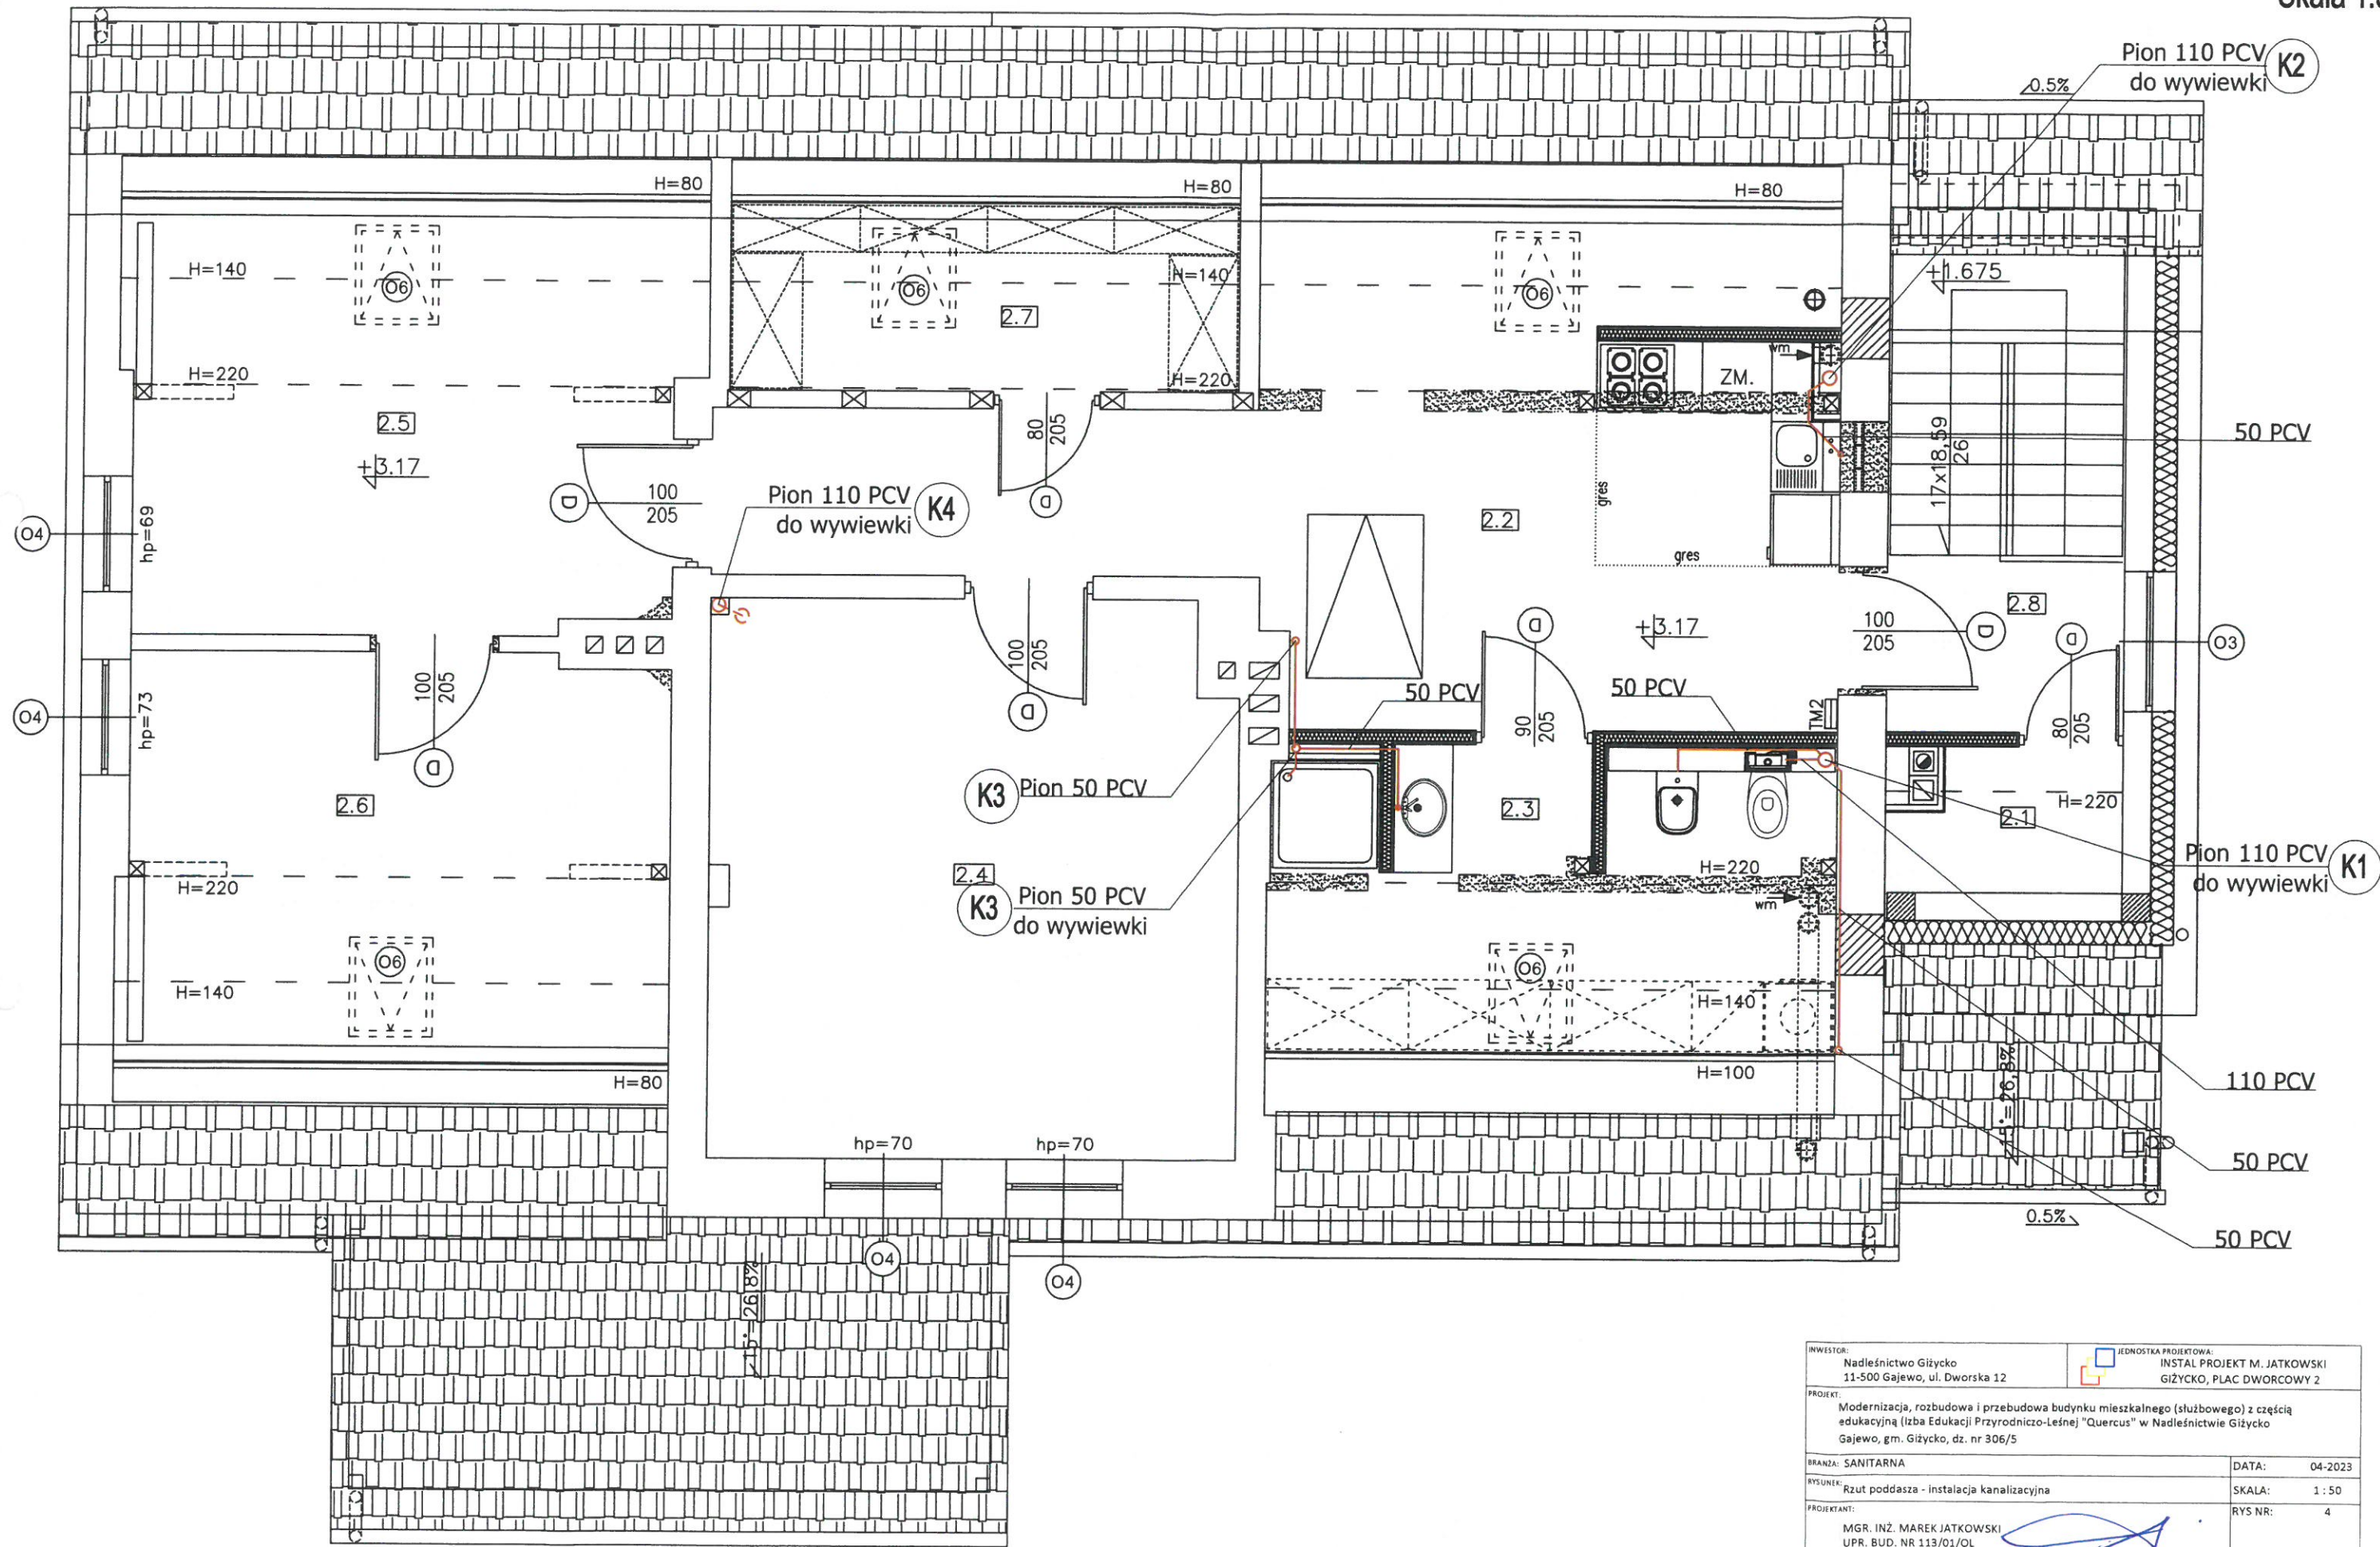 Pion 110 PCV
do wywiewki
K2
0.5%
H=80
H=80
H=80
+1.675
H=140
O6
H=140
O6
2.7
O6
wm
ZM.
H=220
H=220
2.5
80
205
50 PCV
17x18,59
26
+3.17
D
100
205
Pion 110 PCV
do wywiewki
K4
D
gres
2.2
gres
O4
hp=69
2.8
100
205
D
D
D
+3.17
O3
100
205
100
205
D
50 PCV
50 PCV
TM2
90
205
80
205
O4
hp=73
D
K3
Pion 50 PCV
2.6
2.3
H=220
2.1
Pion 110 PCV
do wywiewki
K1
H=220
2.4
H=220
K3
Pion 50 PCV
do wywiewki
wm
O6
O6
H=140
H=140
H=80
H=100
15°=26,8%
110 PCV
hp=70
hp=70
50 PCV
0.5%
50 PCV
O4
O4
15°=26,8%
INWESTOR:
Nadleśnictwo Giżycko
11-500 Gajewo, ul. Dworska 12
JEDNOSTKA PROJEKTOWA:
INSTAL PROJEKT M. JATKOWSKI
GIŻYCKO, PLAC DWORCOWY 2
PROJEKT:
Modernizacja, rozbudowa i przebudowa budynku mieszkalnego (służbowego) z częścią
edukacyjną (Izba Edukacji Przyrodniczo-Leśnej "Quercus" w Nadleśnictwie Giżycko
Gajewo, gm. Giżycko, dz. nr 306/5
BRANŻA: SANITARNA
DATA: 04-2023
RYSUNEK: Rzut poddasza - instalacja kanalizacyjna
SKALA: 1 : 50
PROJEKTANT:
MGR. INŻ. MAREK JATKOWSKI
UPR. BUD. NR 113/01/OL
RYS NR: 4